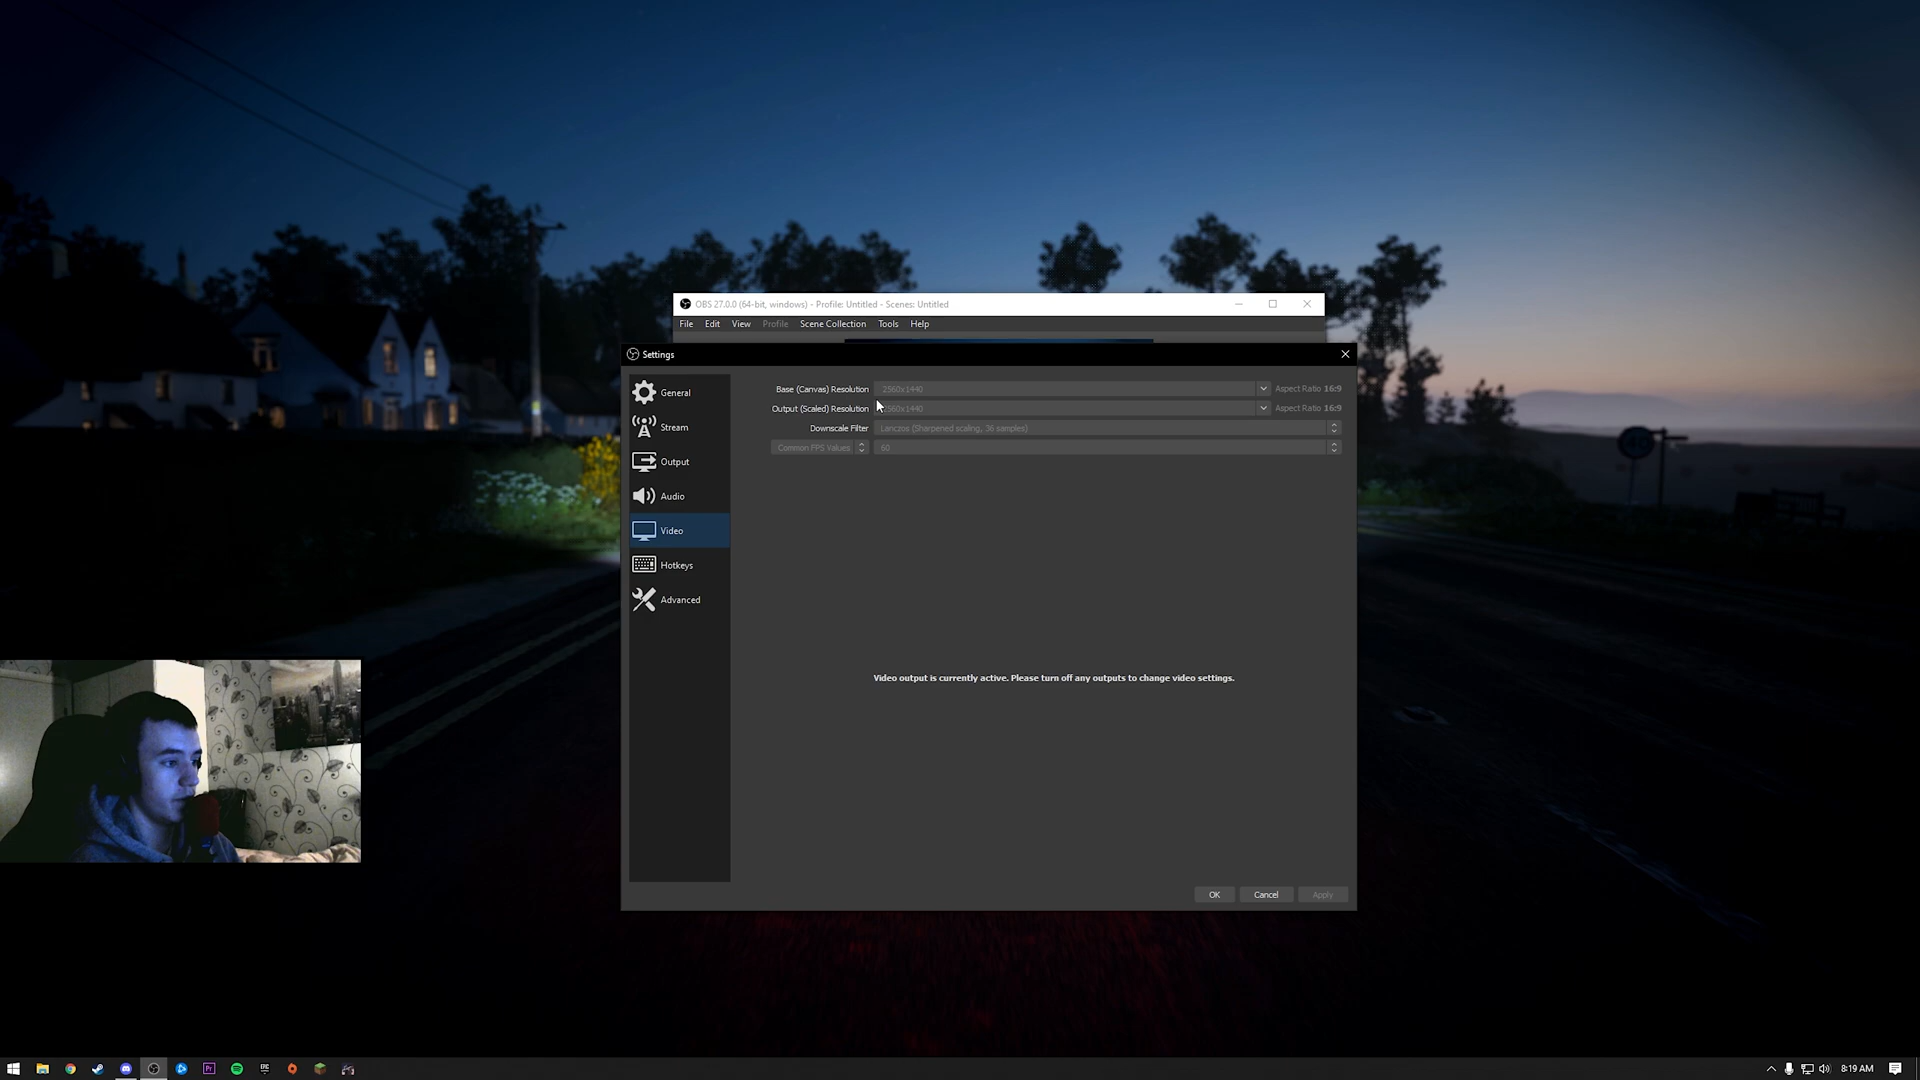 OBS 27.0.0 (64-bit, windows) - Profile: Untitled - Scenes: Untitled
File Edit View Profile Scene Collection Tools Help
Settings
General
Stream
Output
Audio
Video
Hotkeys
Advanced
Base (Canvas) Resolution 2560x1440 Aspect Ratio 16:9
Output (Scaled) Resolution 2560x1440 Aspect Ratio 16:9
Downscale Filter Lanczos (Sharpened scaling, 36 samples)
Common FPS Values 60
Video output is currently active. Please turn off any outputs to change video settings.
OK Cancel Apply
Pr
EPIC
8:19 AM